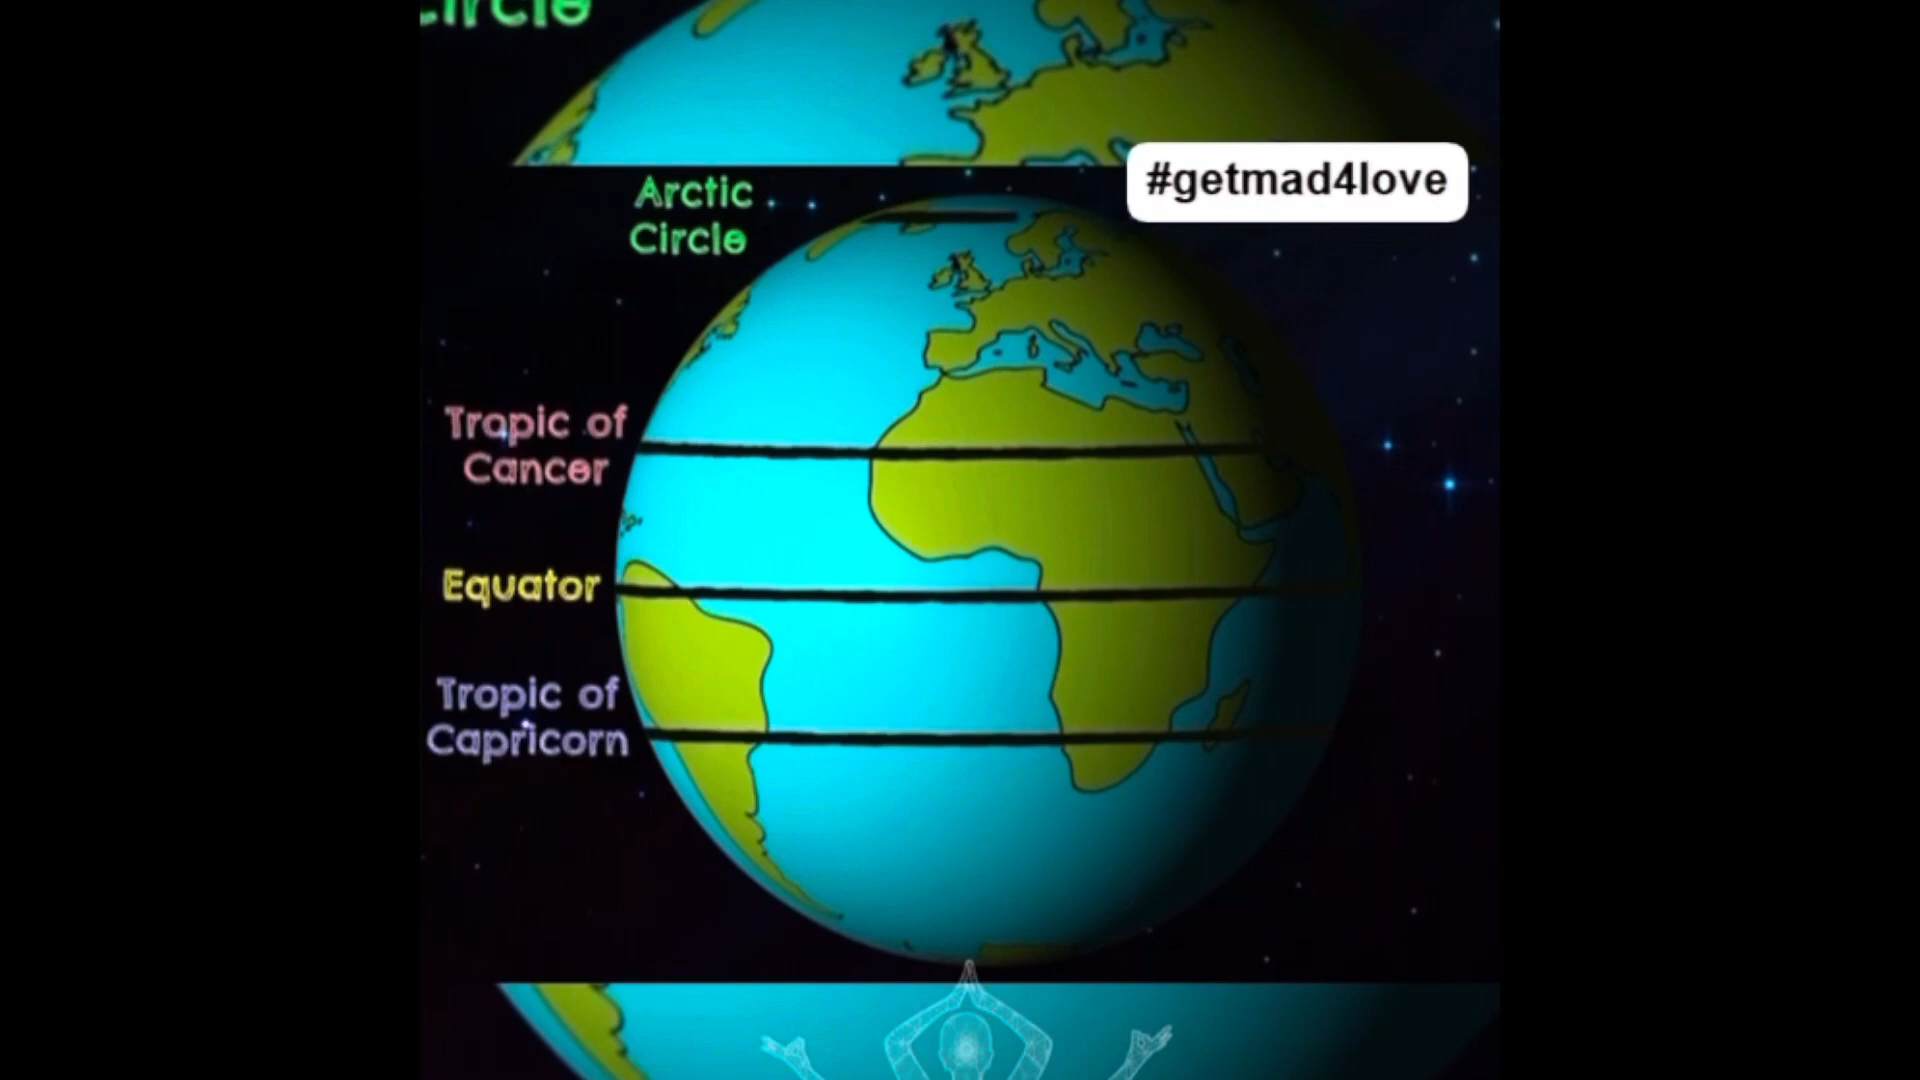 Circle
#getmad4love
Arctic
Circle
Tropic of
Cancer
Equator
Tropic of
Capricorn